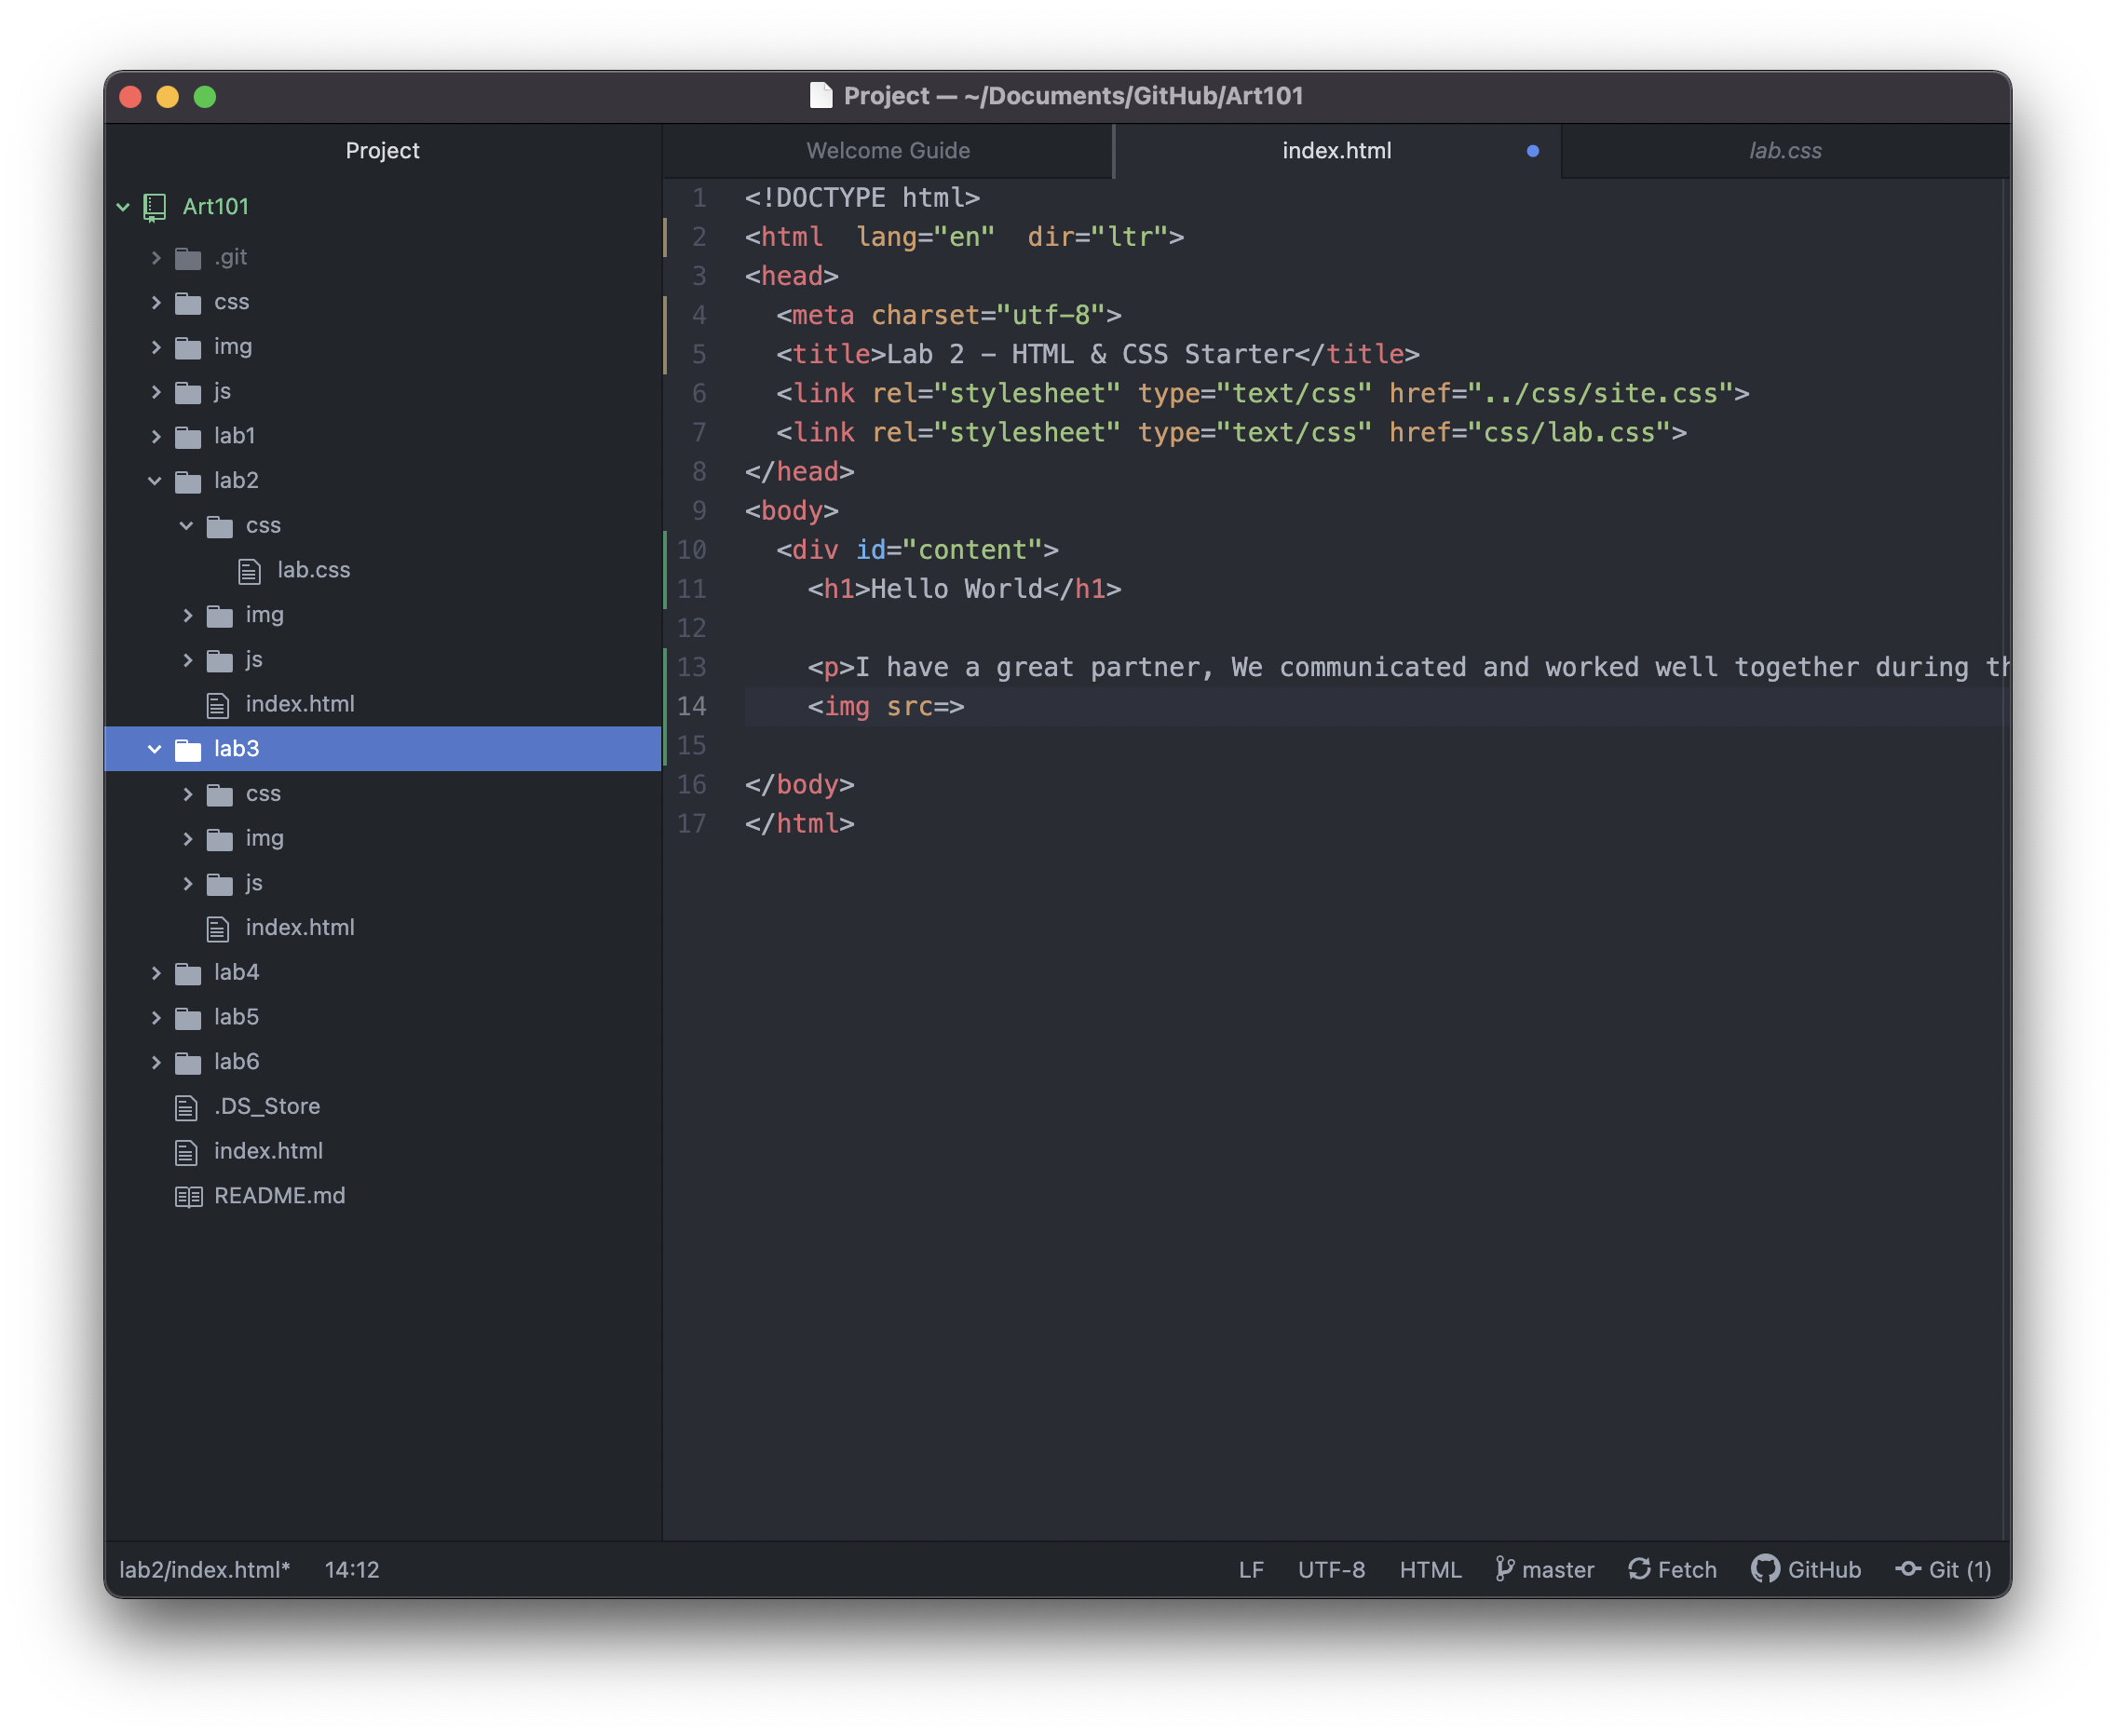 Project — ~/Documents/GitHub/Art101
Project
Welcome Guide
index.html
lab.css
Art101
.git
css
img
js
lab1
lab2
css
lab.css
img
js
index.html
lab3
css
img
js
index.html
lab4
lab5
lab6
.DS_Store
index.html
README.md
1 <!DOCTYPE html>
2 <html  lang="en"  dir="ltr">
3 <head>
4   <meta charset="utf-8">
5   <title>Lab 2 - HTML & CSS Starter</title>
6   <link rel="stylesheet" type="text/css" href="../css/site.css">
7   <link rel="stylesheet" type="text/css" href="css/lab.css">
8 </head>
9 <body>
10   <div id="content">
11     <h1>Hello World</h1>
12
13     <p>I have a great partner, We communicated and worked well together during
14     <img src=>
15
16 </body>
17 </html>
lab2/index.html* 14:12 LF UTF-8 HTML master Fetch GitHub Git (1)